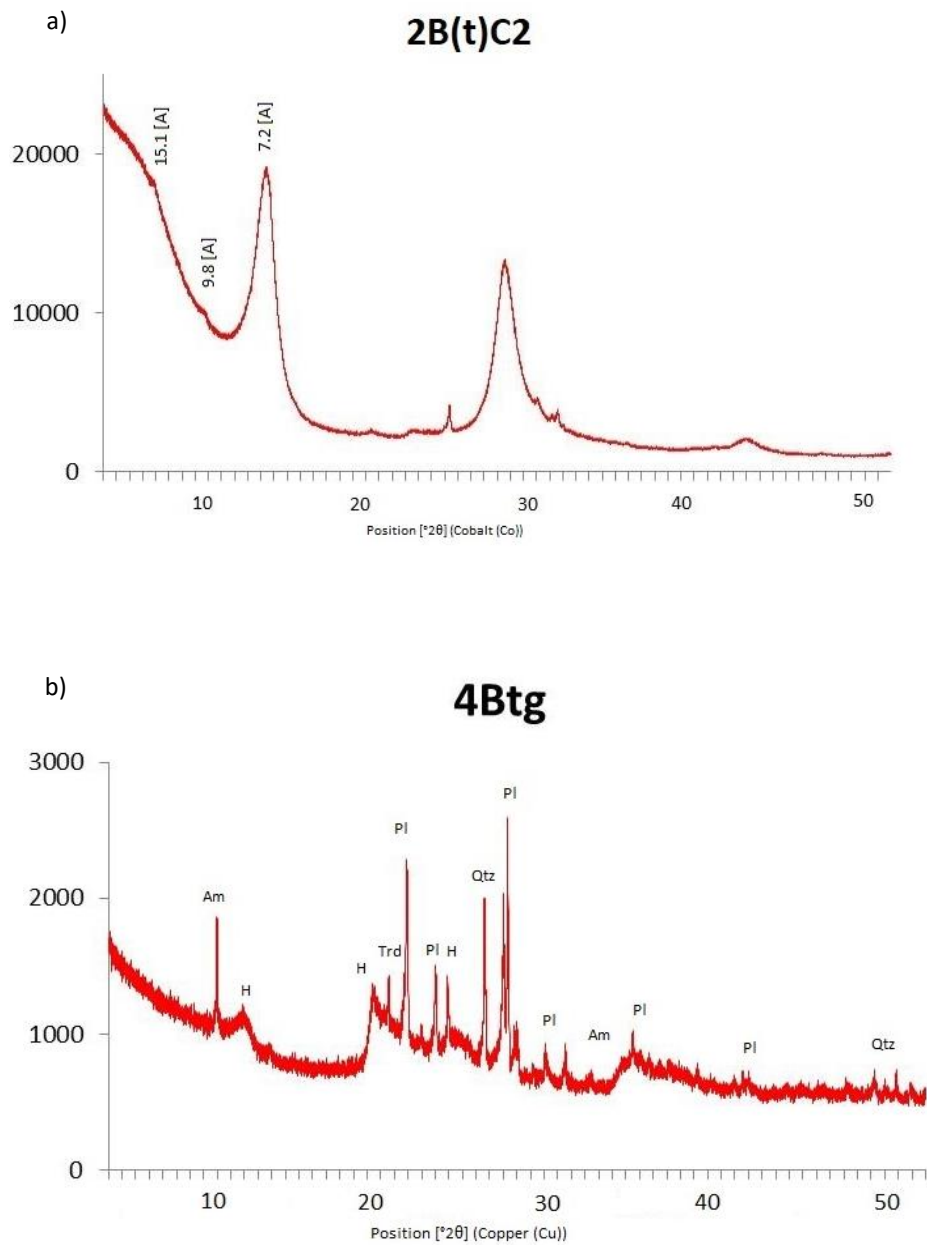 a)
2B(t)C2
20000
10000
0
15.1 [A]
9.8 [A]
7.2 [A]
10 20 30 40 50
Position [°2θ] (Cobalt (Co))
b)
4Btg
3000
2000
1000
0
Am
H
H
Trd
Pl
Pl
H
Qtz
Pl
Pl
Am
Pl
Pl
Qtz
10 20 30 40 50
Position [°2θ] (Copper (Cu))